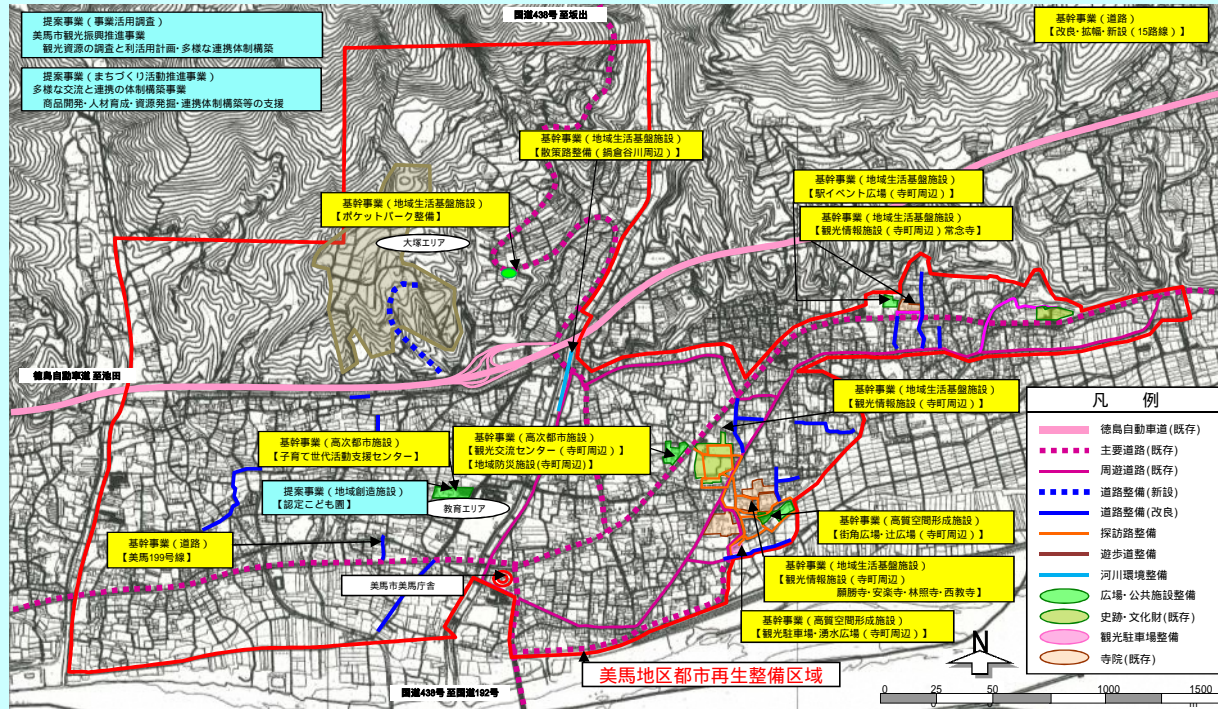 提案事業(事業活用調査)
美馬市観光振興推進事業
観光資源の調査と利活用計画・多様な連携体制構築
提案事業(まちづくり活動推進事業)
多様な交流と連携の体制構築事業
商品開発・人材育成・資源発掘・連携体制構築等の支援
国道438号 至坂出
基幹事業(道路)
【改良・拡幅・新設(15路線)】
基幹事業(地域生活基盤施設)
【散策路整備(鍋倉谷川周辺)】
基幹事業(地域生活基盤施設)
【駅イベント広場(寺町周辺)】
基幹事業(地域生活基盤施設)
【ポケットパーク整備】
基幹事業(地域生活基盤施設)
【観光情報施設(寺町周辺)常念寺】
大塚エリア
徳島自動車道 至池田
基幹事業(地域生活基盤施設)
【観光情報施設(寺町周辺)】
基幹事業(高次都市施設)
【子育て世代活動支援センター】
基幹事業(高次都市施設)
【観光交流センター(寺町周辺)】
【地域防災施設(寺町周辺)】
提案事業(地域創造施設)
【認定こども園】
教育エリア
基幹事業(高質空間形成施設)
【街角広場・辻広場(寺町周辺)】
基幹事業(道路)
【美馬199号線】
基幹事業(地域生活基盤施設)
【観光情報施設(寺町周辺)
願勝寺・安楽寺・林照寺・西教寺】
美馬市美馬庁舎
基幹事業(高質空間形成施設)
【観光駐車場・湧水広場(寺町周辺)】
美馬地区都市再生整備区域
国道438号 至国道192号
凡 例
徳島自動車道(既存)
主要道路(既存)
周遊道路(既存)
道路整備(新設)
道路整備(改良)
探訪路整備
遊歩道整備
河川環境整備
広場・公共施設整備
史跡・文化財(既存)
観光駐車場整備
寺院(既存)
N
0 25 50 1000 1500
0 0 m